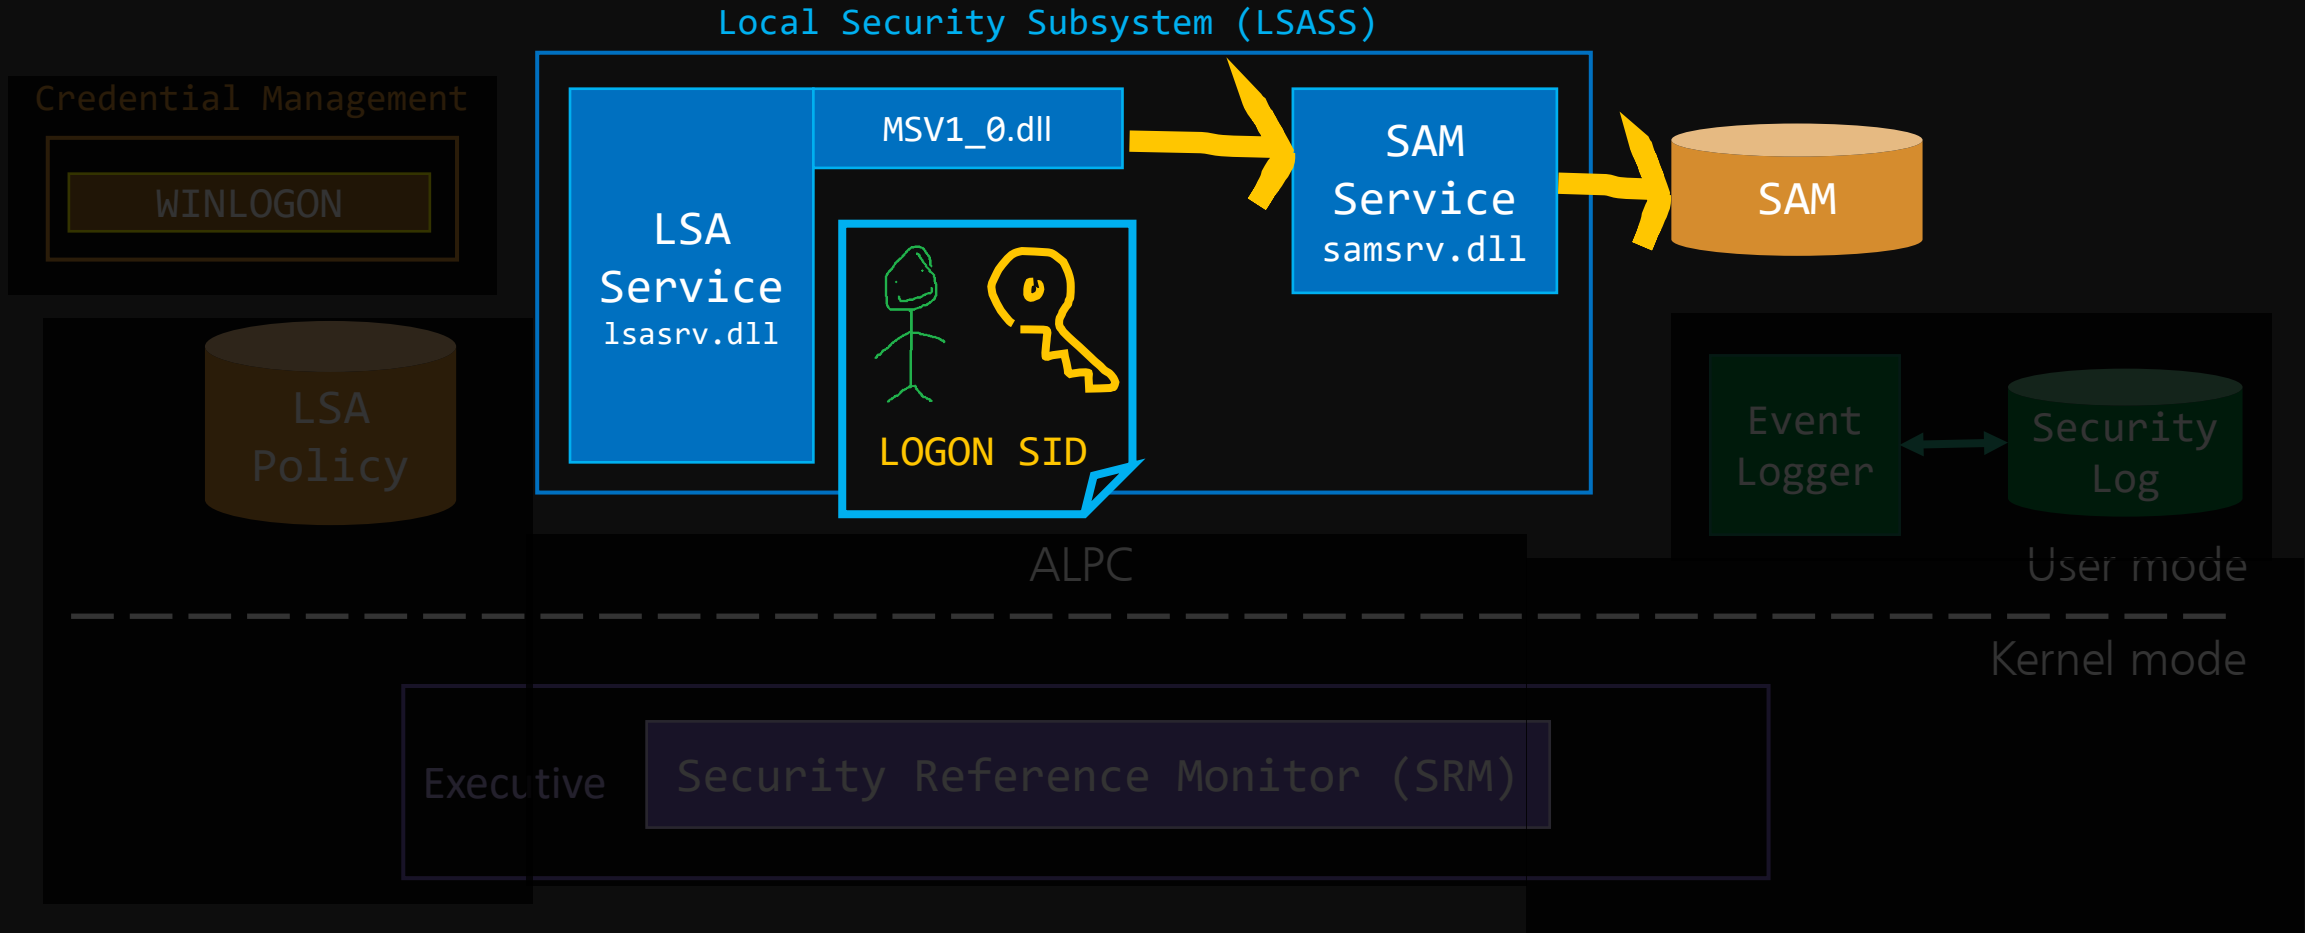 Local Security Subsystem (LSASS)
Credential Management
WINLOGON
LSA
Policy
LSA
Service
lsasrv.dll
MSV1_0.dll
LOGON SID
SAM
Service
samsrv.dll
SAM
Event
Logger
Security
Log
ALPC
User mode
Kernel mode
Executive
Security Reference Monitor (SRM)